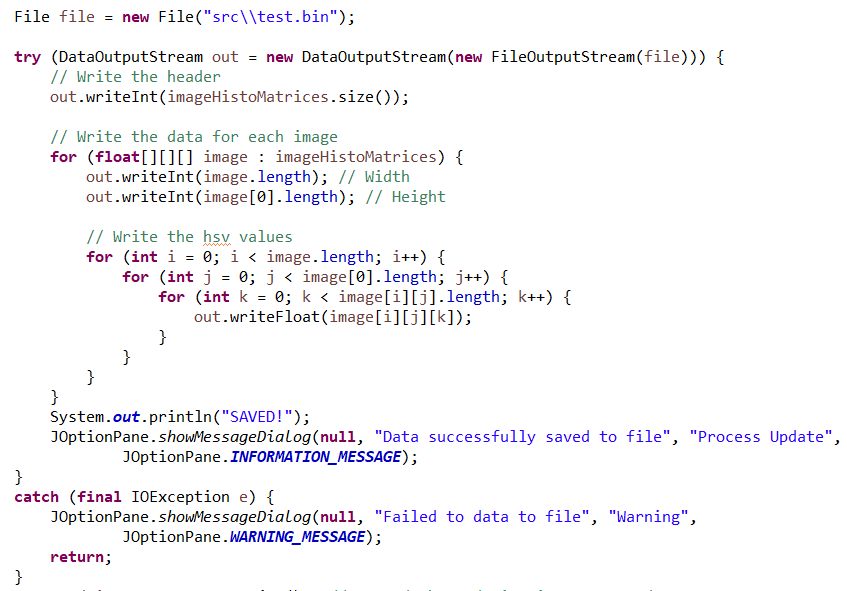 File file = new File("src\\test.bin");
try (DataOutputStream out = new DataOutputStream(new FileOutputStream(file))) {
// Write the header
out.writeInt(imageHistoMatrices.size());
// Write the data for each image
for (float[][][] image : imageHistoMatrices) {
out.writeInt(image.length); // Width
out.writeInt(image[0].length); // Height
// Write the hsv values
for (int i = 0; i < image.length; i++) {
for (int j = 0; j < image[0].length; j++) {
for (int k = 0; k < image[i][j].length; k++) {
out.writeFloat(image[i][j][k]);
}
}
}
}
System.out.println("SAVED!");
JOptionPane.showMessageDialog(null, "Data successfully saved to file", "Process Update",
JOptionPane.INFORMATION_MESSAGE);
}
catch (final IOException e) {
JOptionPane.showMessageDialog(null, "Failed to data to file", "Warning",
JOptionPane.WARNING_MESSAGE);
return;
}